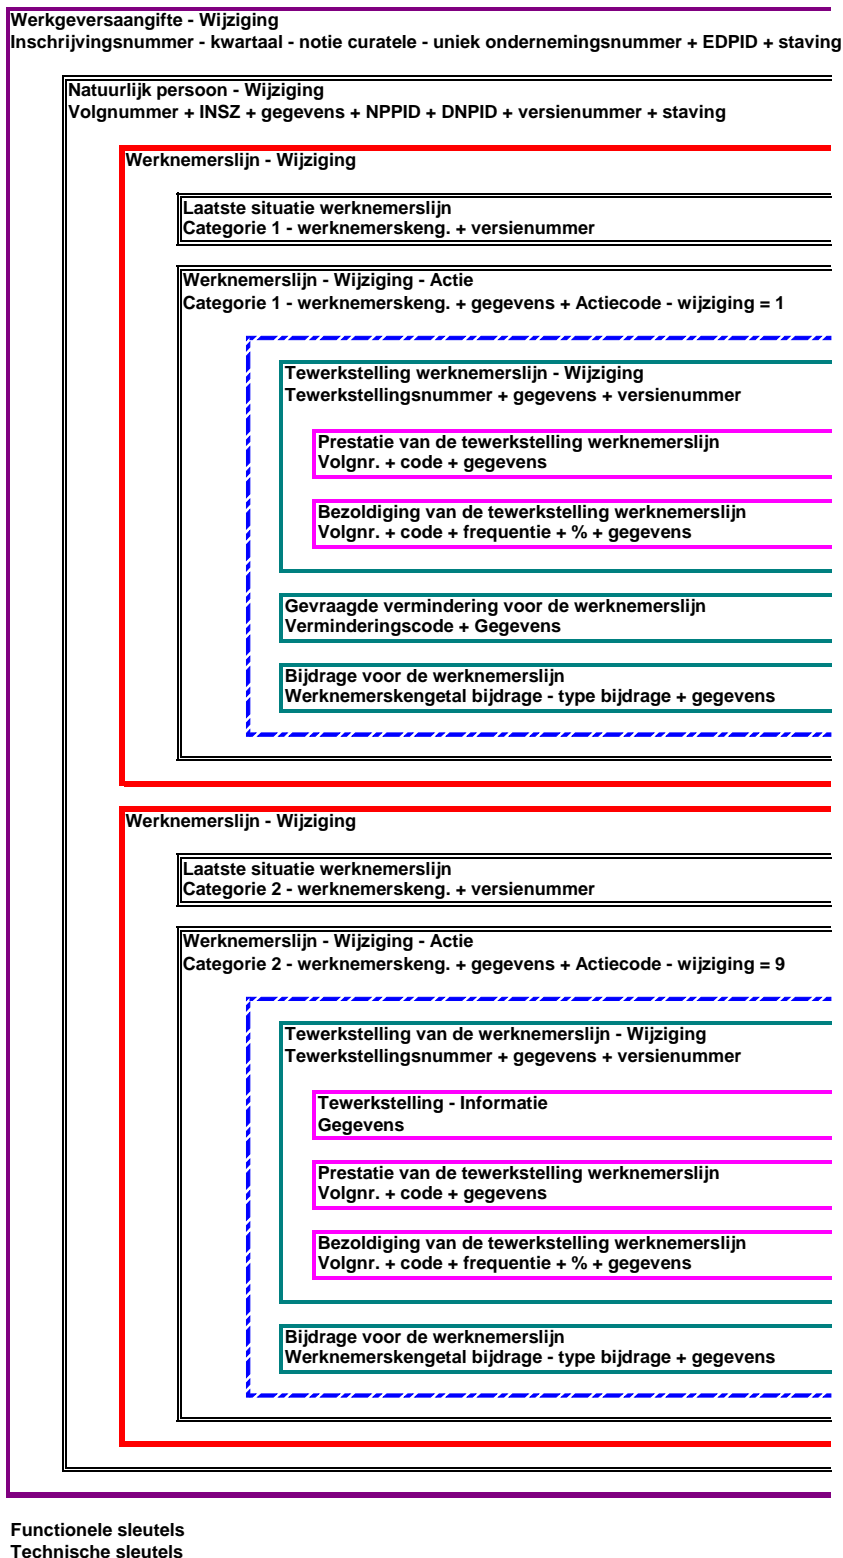 Werkgeversaangifte - Wijziging
Inschrijvingsnummer - kwartaal - notie curatele - uniek ondernemingsnummer + EDPID + staving
Natuurlijk persoon - Wijziging
Volgnummer + INSZ + gegevens + NPPID + DNPID + versienummer + staving
Werknemerslijn - Wijziging
Laatste situatie werknemerslijn
Categorie 1 - werknemerskeng. + versienummer
Werknemerslijn - Wijziging - Actie
Categorie 1 - werknemerskeng. + gegevens + Actiecode - wijziging = 1
Tewerkstelling werknemerslijn - Wijziging
Tewerkstellingsnummer + gegevens + versienummer
Prestatie van de tewerkstelling werknemerslijn
Volgnr. + code + gegevens
Bezoldiging van de tewerkstelling werknemerslijn
Volgnr. + code + frequentie + % + gegevens
Gevraagde vermindering voor de werknemerslijn
Verminderingscode + Gegevens
Bijdrage voor de werknemerslijn
Werknemerskengetal bijdrage - type bijdrage + gegevens
Werknemerslijn - Wijziging
Laatste situatie werknemerslijn
Categorie 2 - werknemerskeng. + versienummer
Werknemerslijn - Wijziging - Actie
Categorie 2 - werknemerskeng. + gegevens + Actiecode - wijziging = 9
Tewerkstelling van de werknemerslijn - Wijziging
Tewerkstellingsnummer + gegevens + versienummer
Tewerkstelling - Informatie
Gegevens
Prestatie van de tewerkstelling werknemerslijn
Volgnr. + code + gegevens
Bezoldiging van de tewerkstelling werknemerslijn
Volgnr. + code + frequentie + % + gegevens
Bijdrage voor de werknemerslijn
Werknemerskengetal bijdrage - type bijdrage + gegevens
Functionele sleutels
Technische sleutels